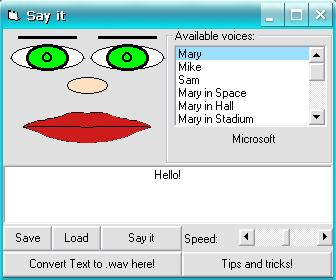 Say it
Available voices:
Mary
Mike
Sam
Mary in Space
Mary in Hall
Mary in Stadium
Microsoft
Hello!
Save Load Say it Speed:
Convert Text to .wav here! Tips and tricks!